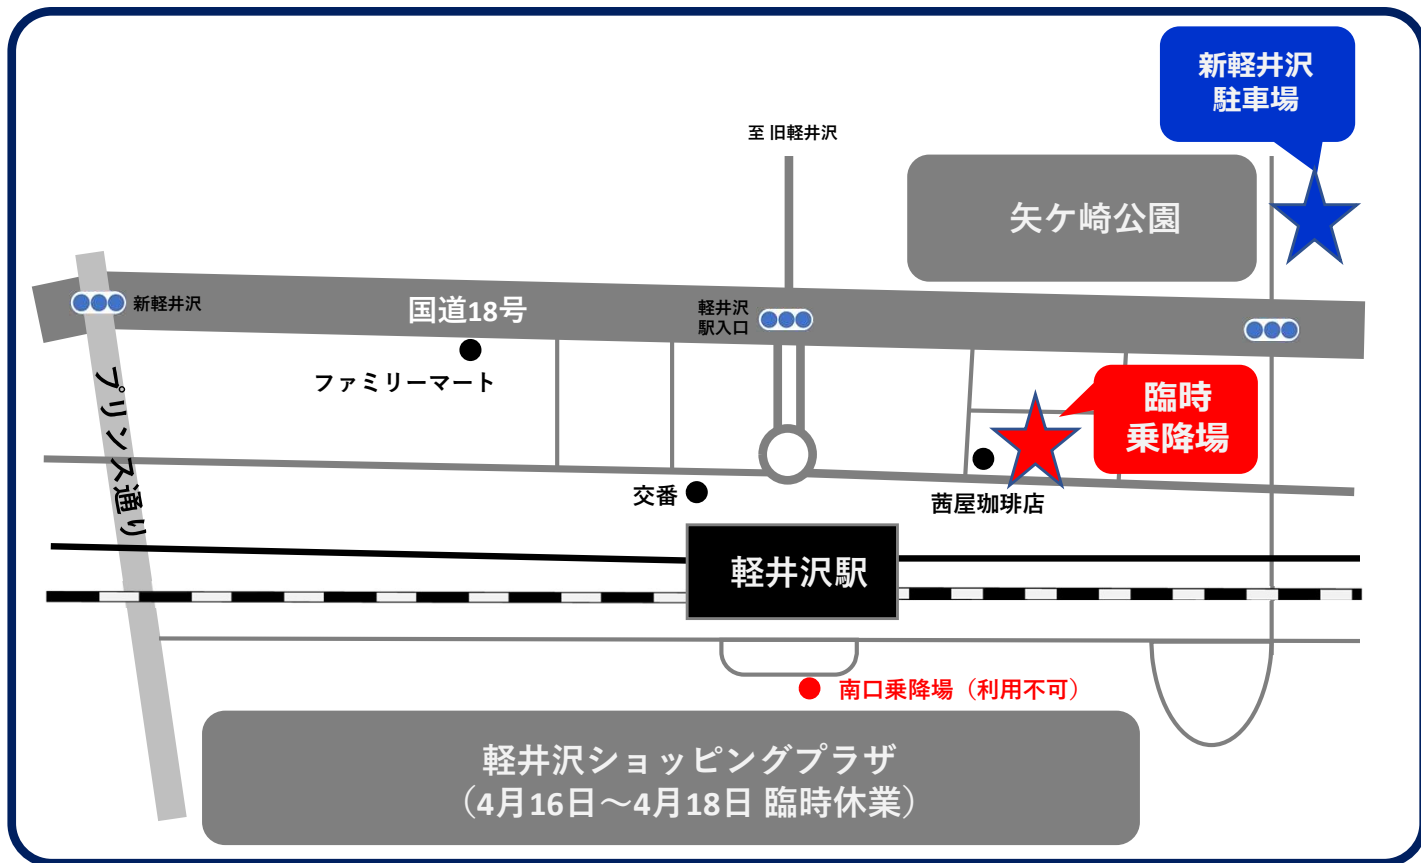 新軽井沢
駐車場
至 旧軽井沢
矢ケ崎公園
新軽井沢
国道18号
軽井沢
駅入口
ファミリーマート
プリンス通り
臨時
乗降場
交番
茜屋珈琲店
軽井沢駅
南口乗降場（利用不可）
軽井沢ショッピングプラザ
（4月16日～4月18日 臨時休業）